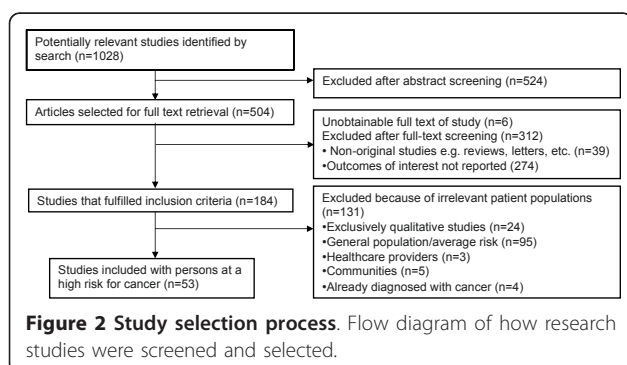 Potentially relevant studies identified by
search (n=1028)
Excluded after abstract screening (n=524)
Articles selected for full text retrieval (n=504)
Unobtainable full text of study (n=6)
Excluded after full-text screening (n=312)
• Non-original studies e.g. reviews, letters, etc. (n=39)
•Outcomes of interest not reported (274)
Studies that fulfilled inclusion criteria (n=184)
Excluded because of irrelevant patient populations
(n=131)
•Exclusively qualitative studies (n=24)
•General population/average risk (n=95)
•Healthcare providers (n=3)
•Communities (n=5)
•Already diagnosed with cancer (n=4)
Studies included with persons at a
high risk for cancer (n=53)
Figure 2 Study selection process. Flow diagram of how research
studies were screened and selected.